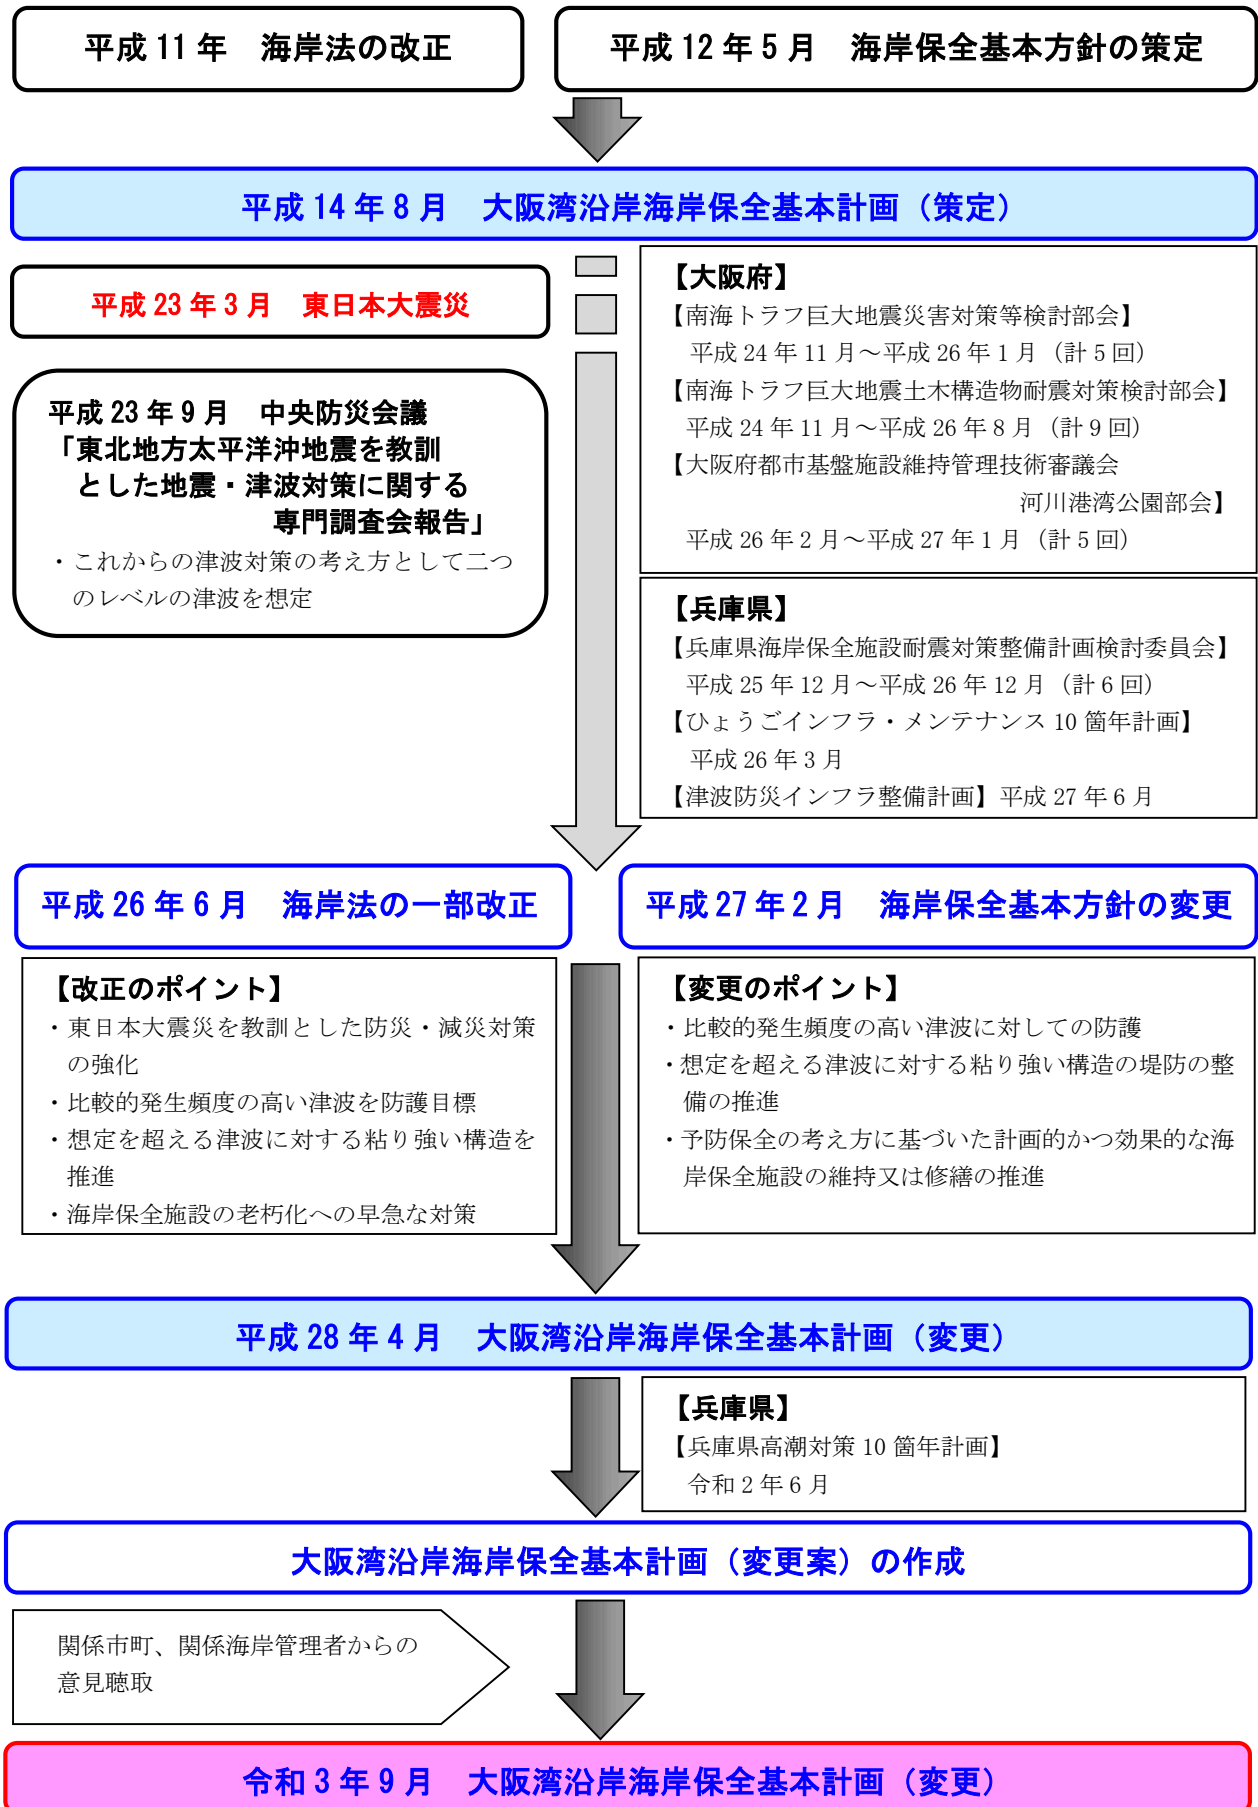 平成 11 年　海岸法の改正
平成 12 年 5 月　海岸保全基本方針の策定
平成 14 年 8 月　大阪湾沿岸海岸保全基本計画（策定）
平成 23 年 3 月　東日本大震災
平成 23 年 9 月　中央防災会議
「東北地方太平洋沖地震を教訓
とした地震・津波対策に関する
専門調査会報告」
・これからの津波対策の考え方として二つ
のレベルの津波を想定
【大阪府】
【南海トラフ巨大地震災害対策等検討部会】
平成 24 年 11 月～平成 26 年 1 月（計 5 回）
【南海トラフ巨大地震土木構造物耐震対策検討部会】
平成 24 年 11 月～平成 26 年 8 月（計 9 回）
【大阪府都市基盤施設維持管理技術審議会
河川港湾公園部会】
平成 26 年 2 月～平成 27 年 1 月（計 5 回）
【兵庫県】
【兵庫県海岸保全施設耐震対策整備計画検討委員会】
平成 25 年 12 月～平成 26 年 12 月（計 6 回）
【ひょうごインフラ・メンテナンス 10 箇年計画】
平成 26 年 3 月
【津波防災インフラ整備計画】平成 27 年 6 月
平成 26 年 6 月　海岸法の一部改正
平成 27 年 2 月　海岸保全基本方針の変更
【改正のポイント】
・東日本大震災を教訓とした防災・減災対策
の強化
・比較的発生頻度の高い津波を防護目標
・想定を超える津波に対する粘り強い構造を
推進
・海岸保全施設の老朽化への早急な対策
【変更のポイント】
・比較的発生頻度の高い津波に対しての防護
・想定を超える津波に対する粘り強い構造の堤防の整
備の推進
・予防保全の考え方に基づいた計画的かつ効果的な海
岸保全施設の維持又は修繕の推進
平成 28 年 4 月　大阪湾沿岸海岸保全基本計画（変更）
【兵庫県】
【兵庫県高潮対策 10 箇年計画】
令和 2 年 6 月
大阪湾沿岸海岸保全基本計画（変更案）の作成
関係市町、関係海岸管理者からの
意見聴取
令和 3 年 9 月　大阪湾沿岸海岸保全基本計画（変更）